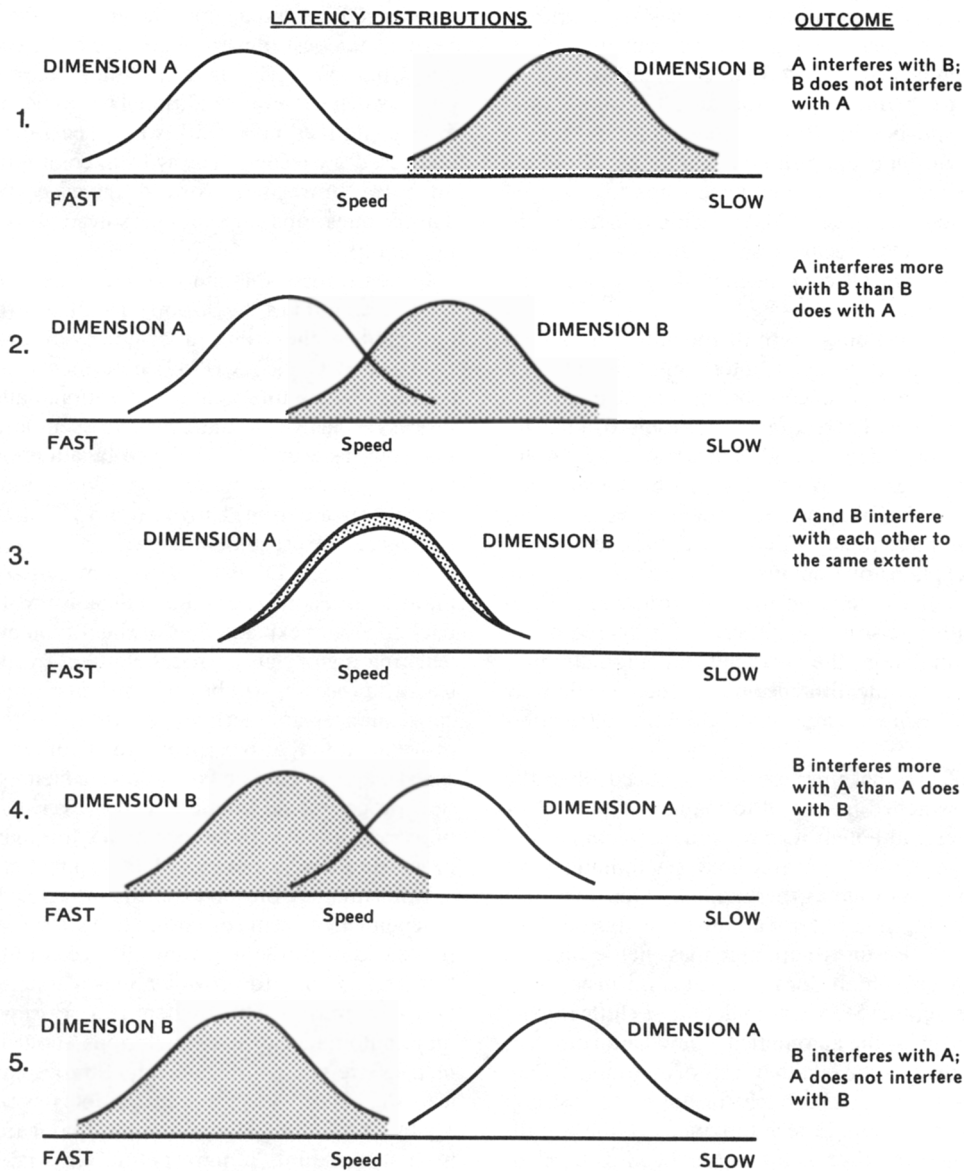 LATENCY DISTRIBUTIONS
OUTCOME
1.
DIMENSION A
DIMENSION B
A interferes with B;
B does not interfere
with A
FAST
Speed
SLOW
2.
DIMENSION A
DIMENSION B
A interferes more
with B than B
does with A
FAST
Speed
SLOW
3.
DIMENSION A
DIMENSION B
A and B interfere
with each other to
the same extent
FAST
Speed
SLOW
4.
DIMENSION B
DIMENSION A
B interferes more
with A than A does
with B
FAST
Speed
SLOW
5.
DIMENSION B
DIMENSION A
B interferes with A;
A does not interfere
with B
FAST
Speed
SLOW